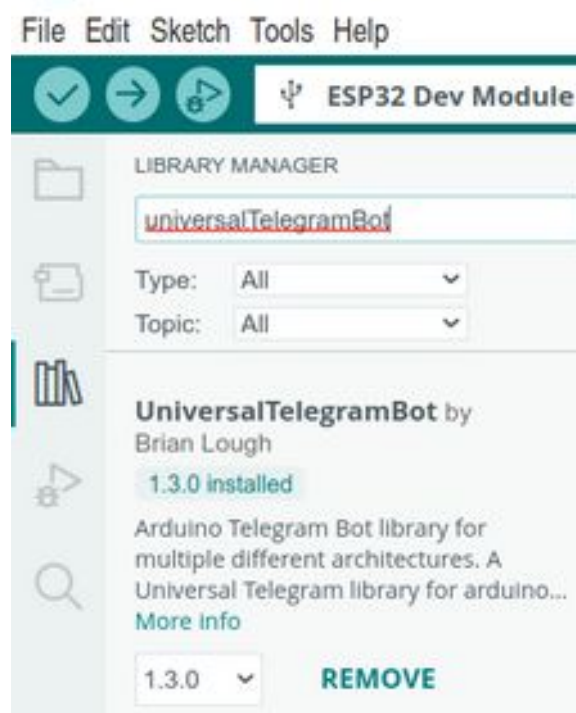 File Edit Sketch Tools Help
ESP32 Dev Module
LIBRARY MANAGER
universalTelegramBot
Type: All
Topic: All
UniversalTelegramBot by
Brian Lough
1.3.0 installed
Arduino Telegram Bot library for
multiple different architectures. A
Universal Telegram library for arduino...
More info
1.3.0 REMOVE